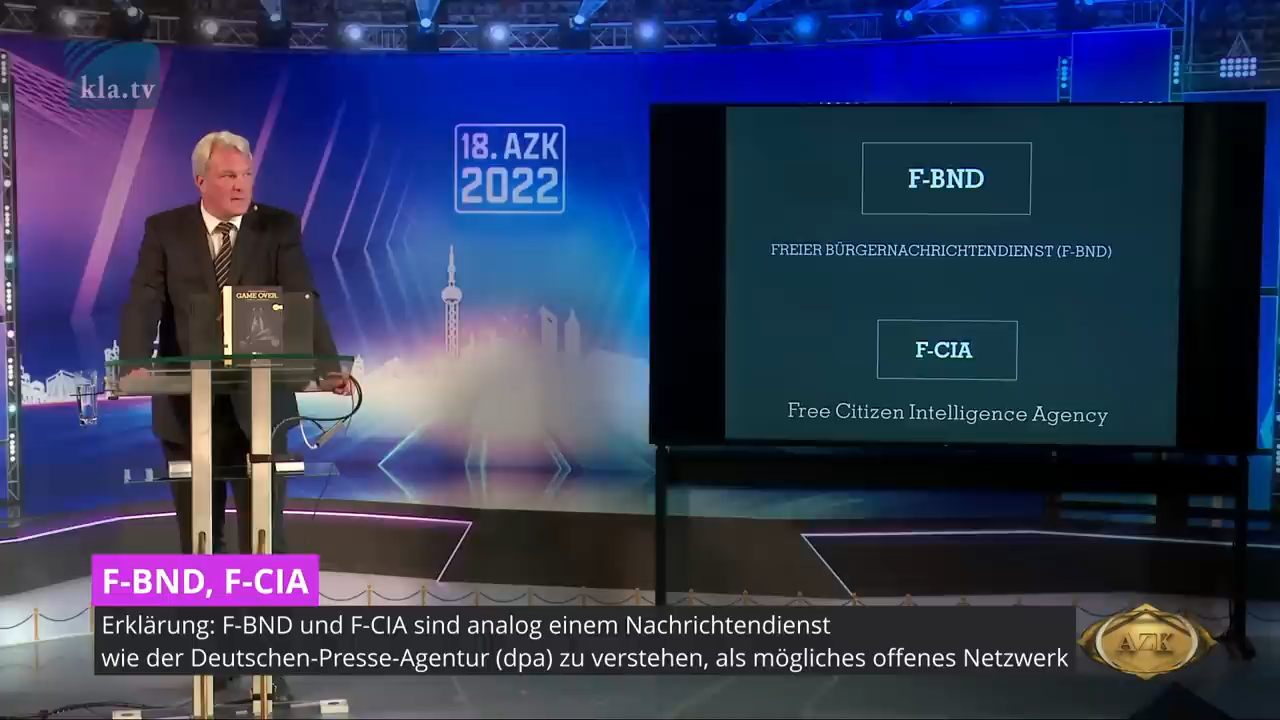 kla.tv
18. AZK
2022
GAME OVER.
F-BND
FREIER BÜRGERNACHRICHTENDIENST (F-BND)
F-CIA
Free Citizen Intelligence Agency
F-BND, F-CIA
Erklärung: F-BND und F-CIA sind analog einem Nachrichtendienst
wie der Deutschen-Presse-Agentur (dpa) zu verstehen, als mögliches offenes Netzwerk
AZK